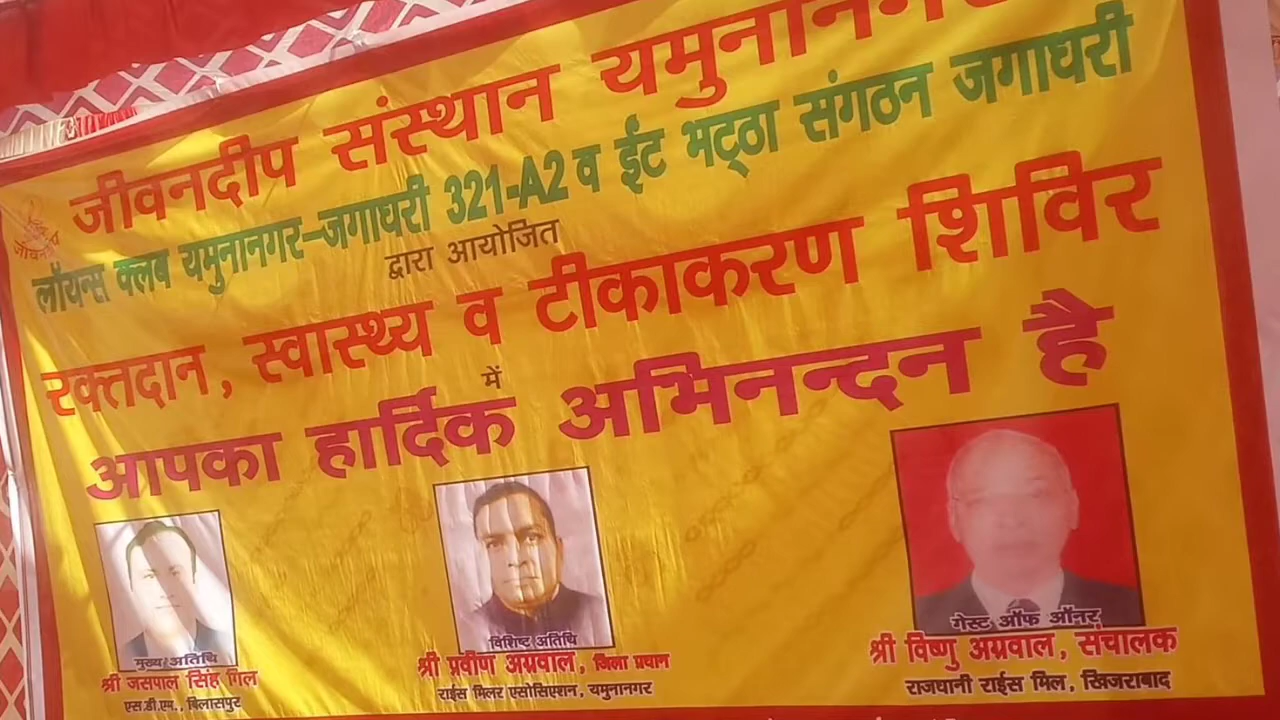 जीवनदीप संस्थान यमुनानगर
लॉयन्स क्लब यमुनानगर-जगाधरी 321-A2 व ईंट भट्ठा संगठन जगाधरी
द्वारा आयोजित
रक्तदान, स्वास्थ्य व टीकाकरण शिविर
में
आपका हार्दिक अभिनन्दन है
जीवनदीप
मुख्य अतिथि
श्री जसपाल सिंह गिल
एस.डी.एम., बिलासपुर
विशिष्ट अतिथि
श्री प्रवीण अग्रवाल, जिला प्रधान
राईस मिलर एसोसिएशन, यमुनानगर
गेस्ट ऑफ ऑनर
श्री विष्णु अग्रवाल, संचालक
राजधानी राईस मिल, खिजराबाद